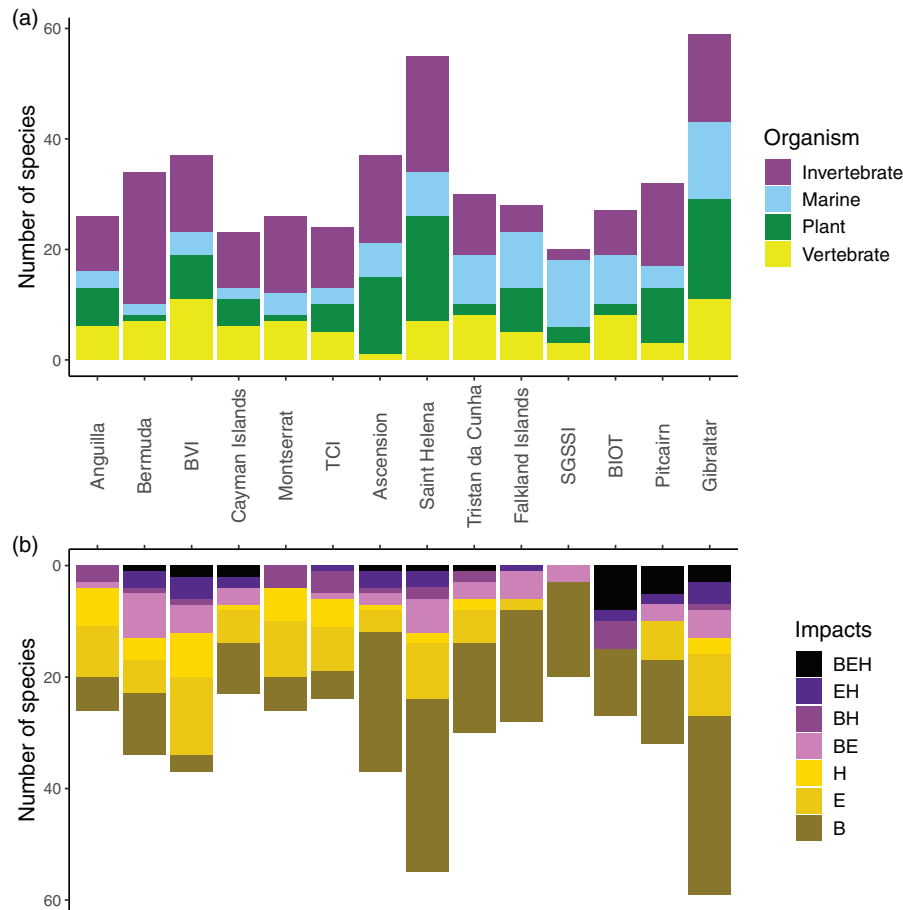 (a)
Number of species
60
40
20
0
Organism
Invertebrate
Marine
Plant
Vertebrate
Anguilla
Bermuda
BVI
Cayman Islands
Montserrat
TCI
Ascension
Saint Helena
Tristan da Cunha
Falkland Islands
SGSSI
BIOT
Pitcairn
Gibraltar
(b)
Number of species
0
20
40
60
Impacts
BEH
EH
BH
BE
H
E
B